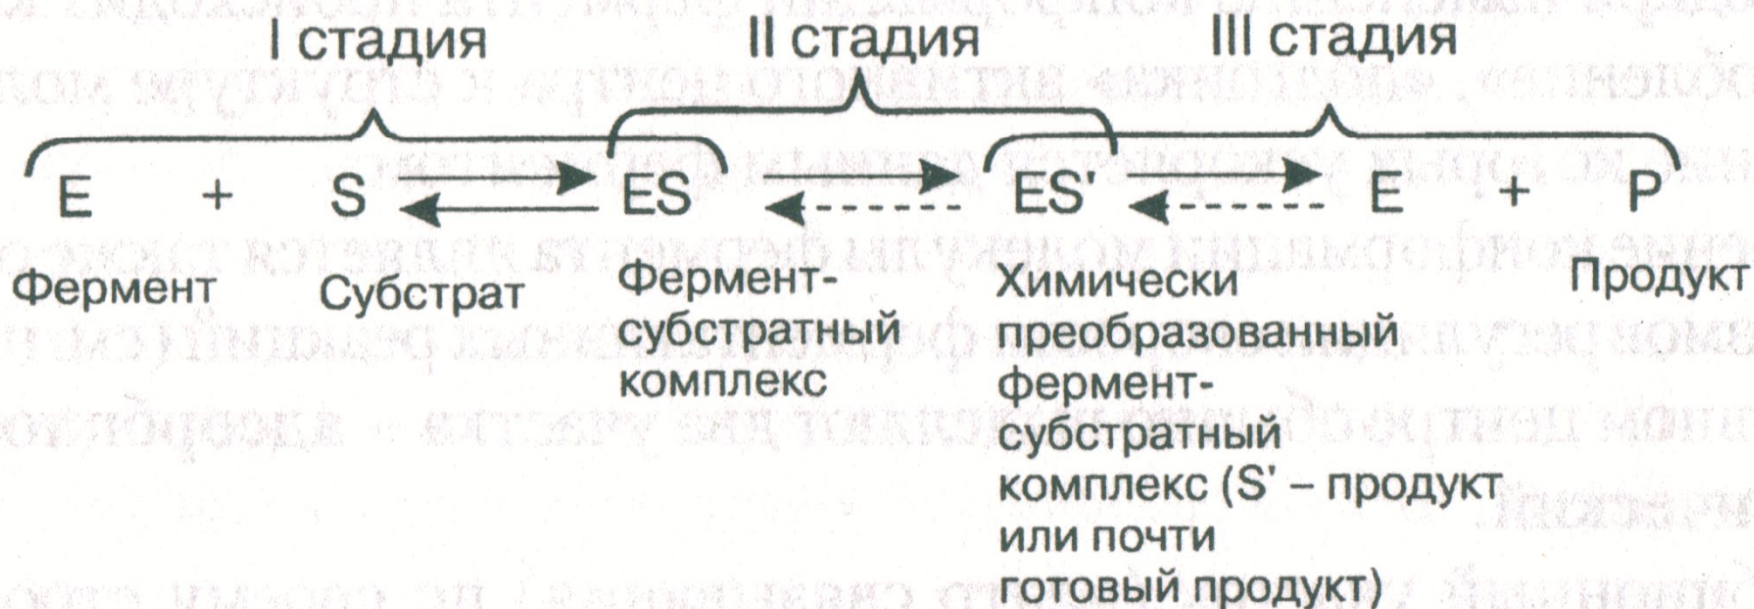 I стадия II стадия III стадия
E + S ES ES' E + P
Фермент Субстрат Фермент-субстратный комплекс Химически преобразованный фермент-субстратный комплекс (S' – продукт или почти готовый продукт) Продукт